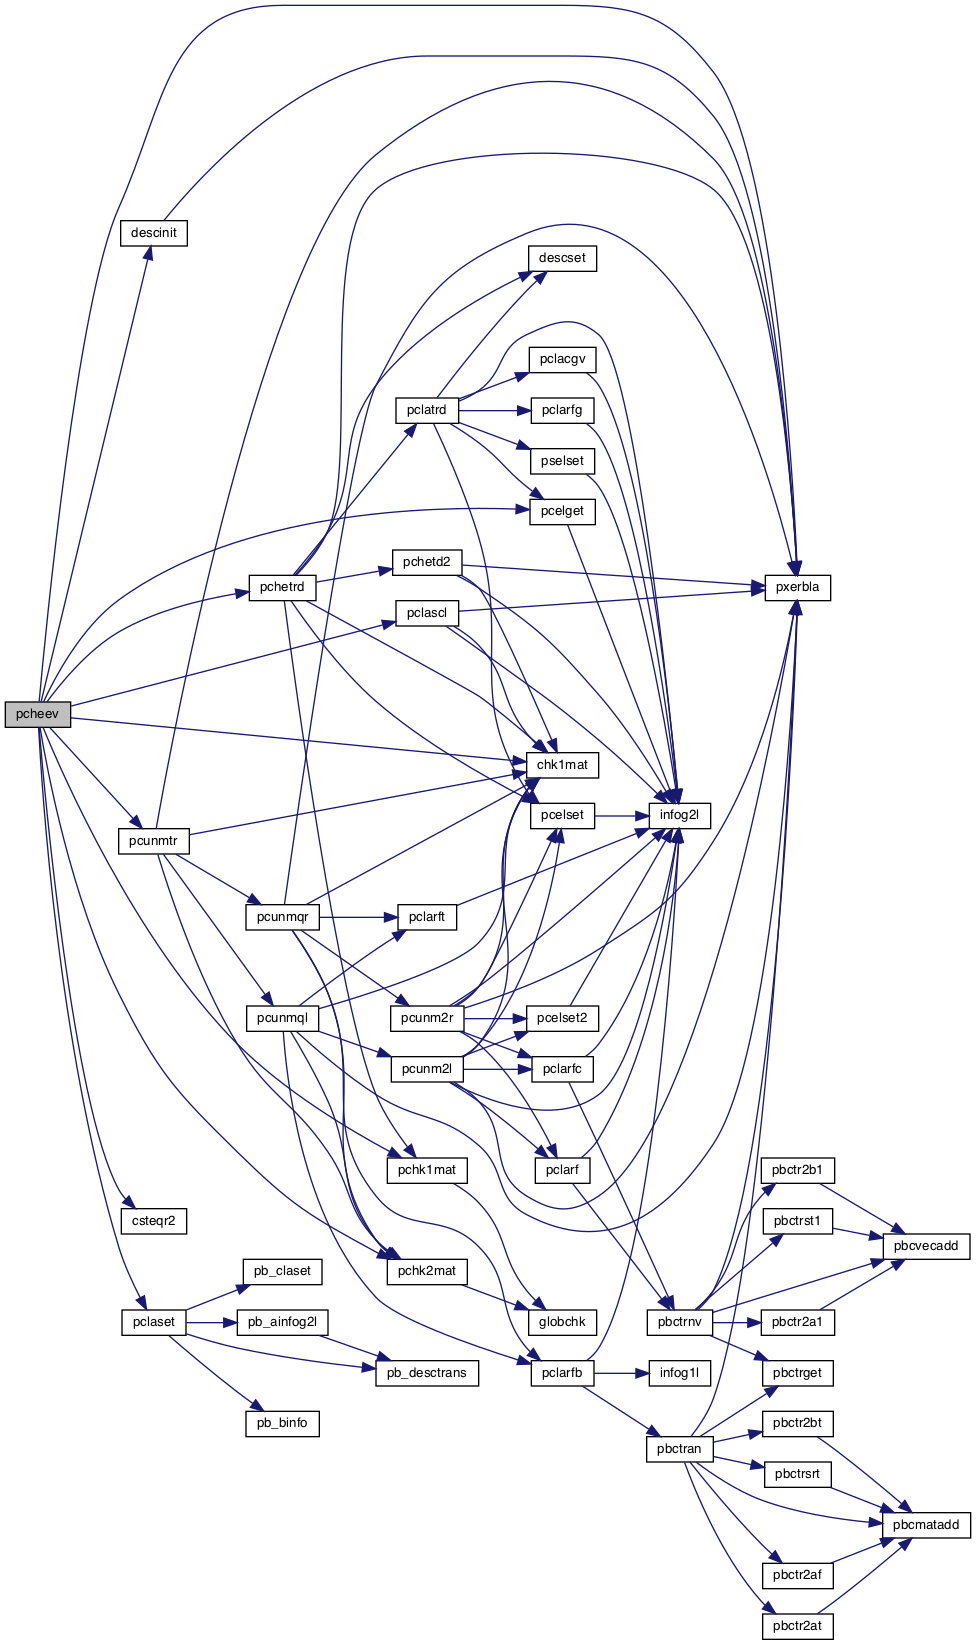 descinit
descset
pclacgv
pclatrd
pclarfg
pselset
pcelget
pchetd2
pchetrd
pxerbla
pclascl
pcheev
chk1mat
pcelset
infog2l
pcunmtr
pcunmqr
pclarft
pcunmql
pcunm2r
pcelset2
pcunm2l
pclarfc
pchk1mat
pclarf
pbctr2b1
csteqr2
pbctrst1
pbcvecadd
pb_claset
pchk2mat
pclaset
pb_ainfog2l
globchk
pbctrnv
pbctr2a1
pb_desctrans
pclarfb
infog1l
pbctrget
pb_binfo
pbctr2bt
pbctran
pbctrsrt
pbcmatadd
pbctr2af
pbctr2at